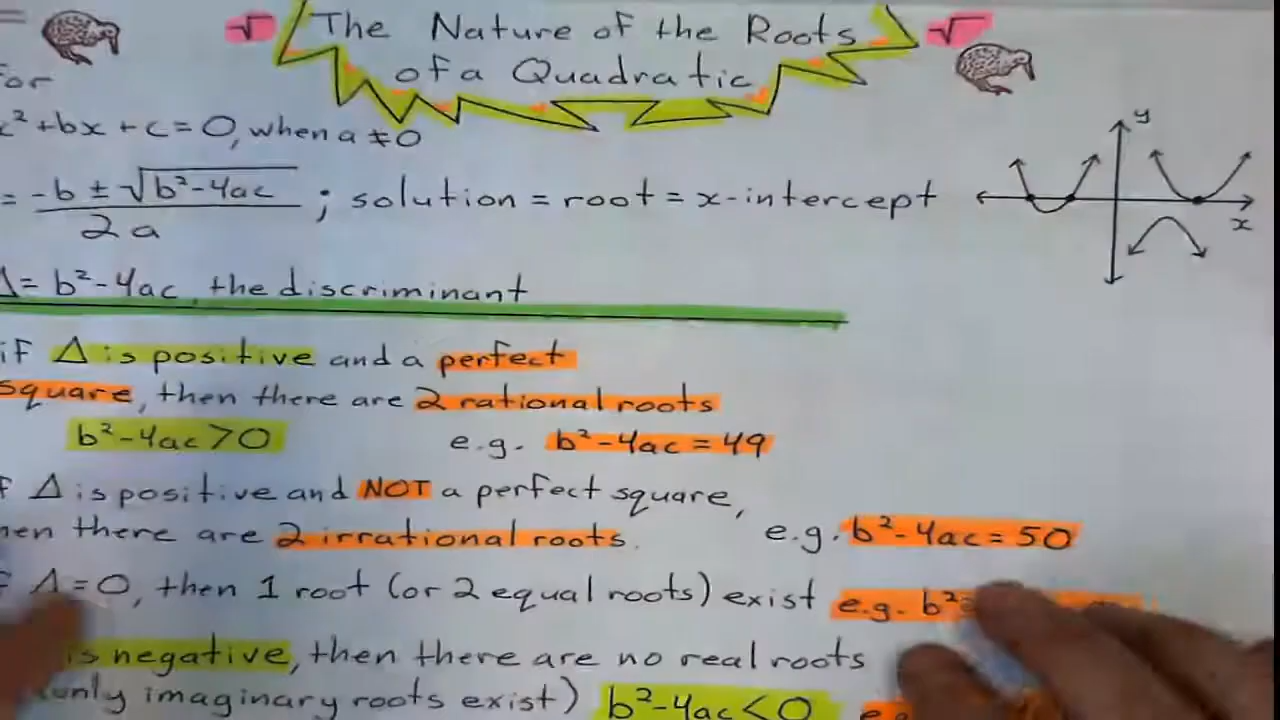 √ The Nature of the Roots √
of a Quadratic
for
x²+bx+c=0, when a≠0
= -b ± √b²-4ac / 2a ; solution = root = x-intercept
y
x
Δ= b²-4ac, the discriminant
if Δ is positive and a perfect
square, then there are 2 rational roots
b²-4ac>0 e.g. b²-4ac = 49
Δ is positive and NOT a perfect square,
there are 2 irrational roots. e.g. b²-4ac = 50
Δ=0, then 1 root (or 2 equal roots) exist e.g. b²
is negative, then there are no real roots
(only imaginary roots exist) b²-4ac<0